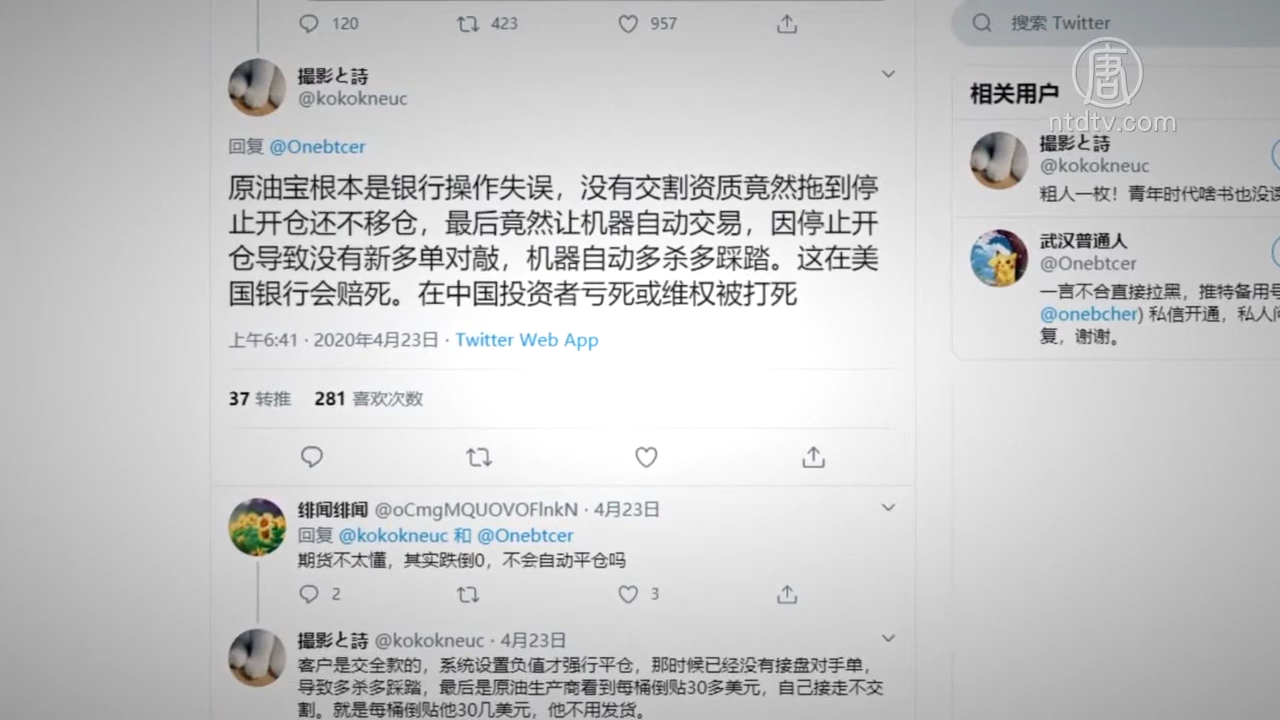 120 423 957
撮影と詩
@kokokneuc
回复 @Onebtcer
原油宝根本是银行操作失误，没有交割资质竟然拖到停
止开仓还不移仓，最后竟然让机器自动交易，因停止开
仓导致没有新多单对敲，机器自动多杀多踩踏。这在美
国银行会赔死。在中国投资者亏死或维权被打死
上午6:41 · 2020年4月23日 · Twitter Web App
37 转推 281 喜欢次数
绯闻绯闻 @oCmgMQUOVOFlnkN · 4月23日
回复 @kokokneuc 和 @Onebtcer
期货不太懂，其实跌倒0，不会自动平仓吗
2 3
撮影と詩 @kokokneuc · 4月23日
客户是交全款的，系统设置负值才强行平仓，那时候已经没有接盘对手单，
导致多杀多踩踏，最后是原油生产商看到每桶倒贴30多美元，自己接走不交
割。就是每桶倒贴他30几美元，他不用发货。
搜索 Twitter
唐
ntdtv.com
相关用户
撮影と詩
@kokokneuc
粗人一枚！青年时代啥书也没读
武汉普通人
@Onebtcer
一言不合直接拉黑，推特备用号
@onebcher) 私信开通，私人问
复，谢谢。